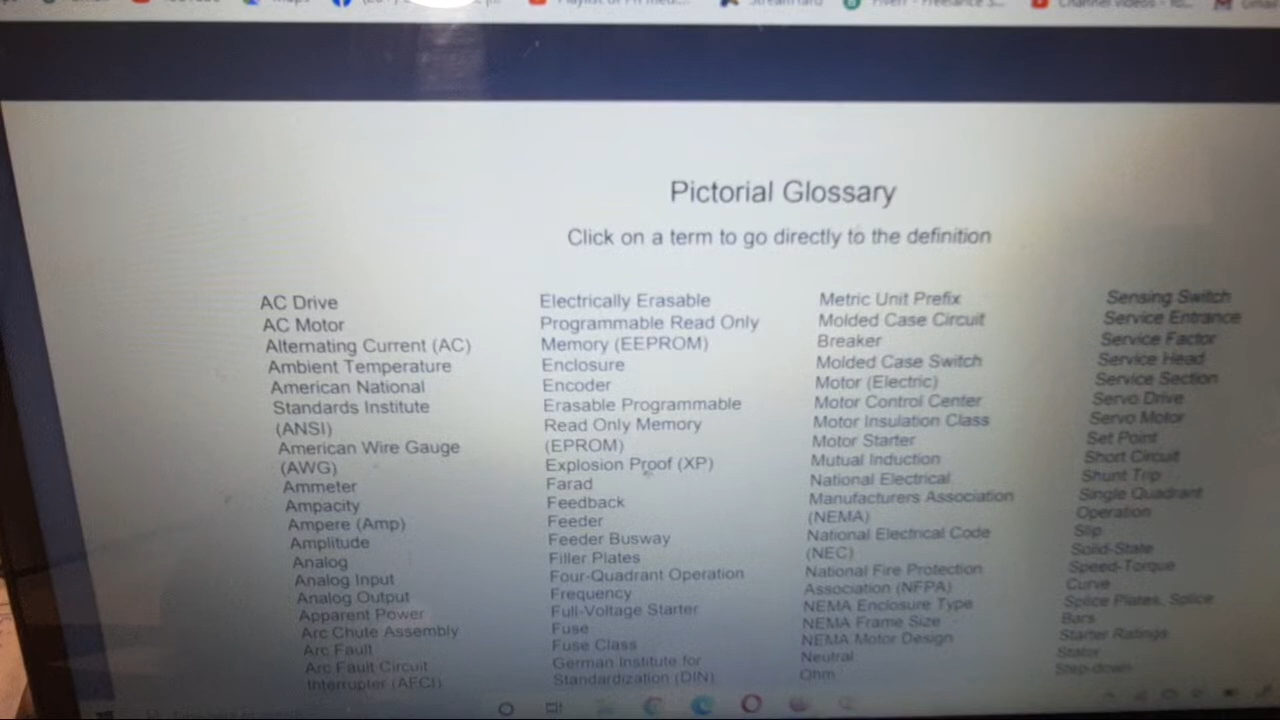 Pictorial Glossary
Click on a term to go directly to the definition
AC Drive
AC Motor
Alternating Current (AC)
Ambient Temperature
American National
Standards Institute
(ANSI)
American Wire Gauge
(AWG)
Ammeter
Ampacity
Ampere (Amp)
Amplitude
Analog
Analog Input
Analog Output
Apparent Power
Arc Chute Assembly
Arc Fault
Arc Fault Circuit
Interrupter (AFCI)
Electrically Erasable
Programmable Read Only
Memory (EEPROM)
Enclosure
Encoder
Erasable Programmable
Read Only Memory
(EPROM)
Explosion Proof (XP)
Farad
Feedback
Feeder
Feeder Busway
Filler Plates
Four-Quadrant Operation
Frequency
Full-Voltage Starter
Fuse
Fuse Class
German Institute for
Standardization (DIN)
Metric Unit Prefix
Molded Case Circuit
Breaker
Molded Case Switch
Motor (Electric)
Motor Control Center
Motor Insulation Class
Motor Starter
Mutual Induction
National Electrical
Manufacturers Association
(NEMA)
National Electrical Code
(NEC)
National Fire Protection
Association (NFPA)
NEMA Enclosure Type
NEMA Frame Size
NEMA Motor Design
Neutral
Ohm
Sensing Switch
Service Entrance
Service Factor
Service Head
Service Section
Servo Drive
Servo Motor
Set Point
Short Circuit
Shunt Trip
Single Quadrant
Operation
Slip
Solid-State
Speed-Torque
Curve
Splice Plates, Splice
Bars
Starter Ratings
Stator
Step-down